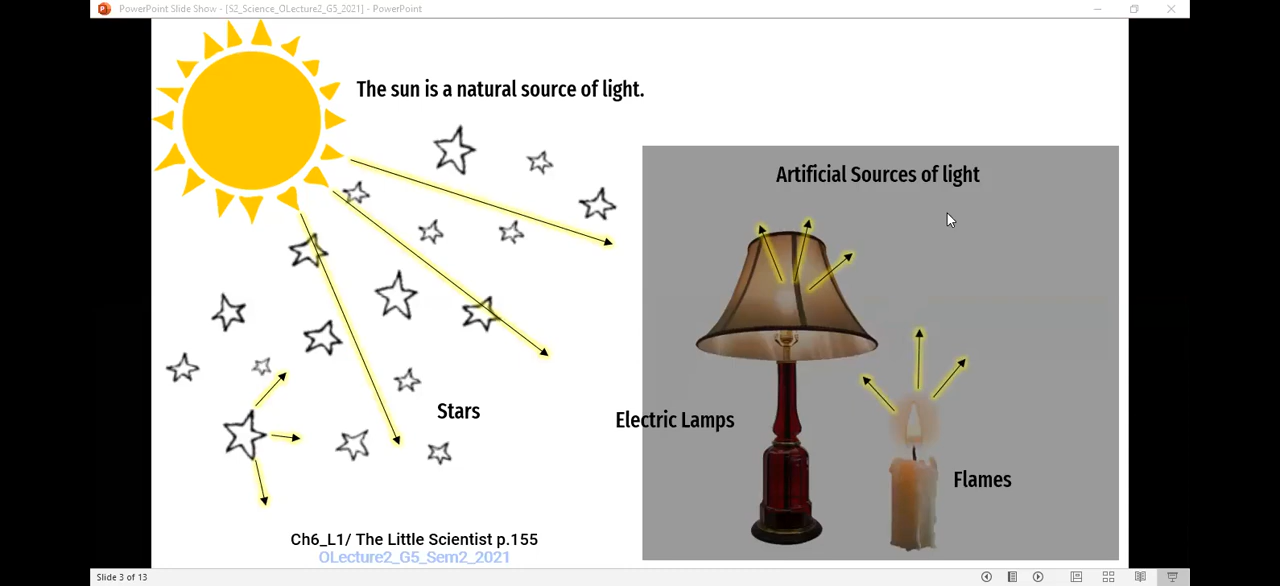 PowerPoint Slide Show - [S2_Science_OLecture2_G5_2021] - PowerPoint
The sun is a natural source of light.
Artificial Sources of light
Stars
Electric Lamps
Flames
Ch6_L1/ The Little Scientist p.155
OLecture2_G5_Sem2_2021
Slide 3 of 13